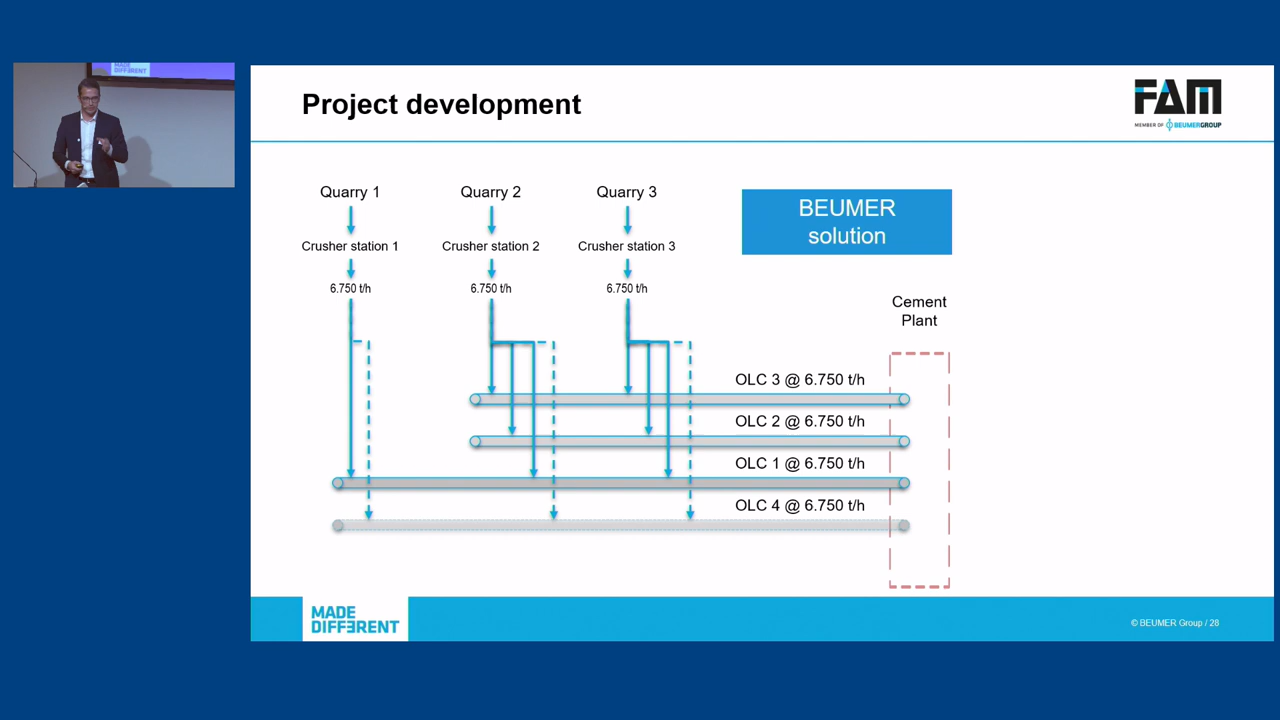 MADE
DIFFERENT
Project development
FAM
MEMBER OF BEUMERGROUP
Quarry 1
Quarry 2
Quarry 3
BEUMER
solution
Crusher station 1
Crusher station 2
Crusher station 3
6.750 t/h
6.750 t/h
6.750 t/h
Cement
Plant
OLC 3 @ 6.750 t/h
OLC 2 @ 6.750 t/h
OLC 1 @ 6.750 t/h
OLC 4 @ 6.750 t/h
MADE
DIFFERENT
© BEUMER Group / 28